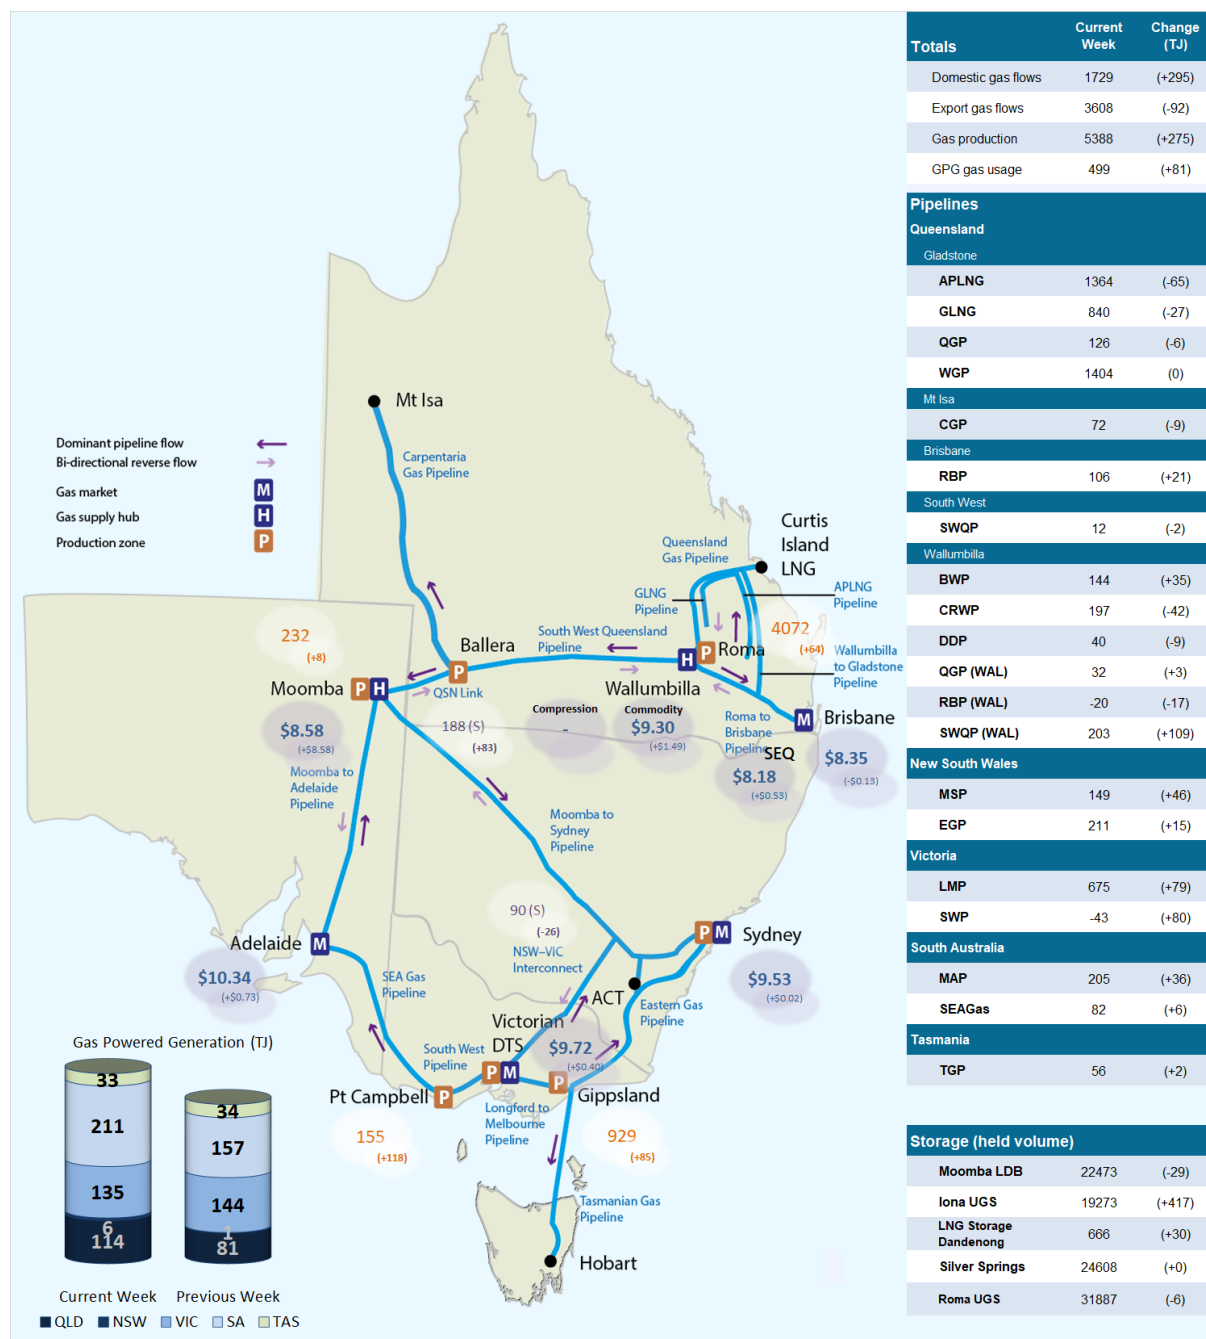 Totals
Current Week
Change (TJ)
Domestic gas flows 1729 (+295)
Export gas flows 3608 (-92)
Gas production 5388 (+275)
GPG gas usage 499 (+81)
Pipelines
Queensland
Gladstone
APLNG 1364 (-65)
GLNG 840 (-27)
QGP 126 (-6)
WGP 1404 (0)
Mt Isa
CGP 72 (-9)
Brisbane
RBP 106 (+21)
South West
SWQP 12 (-2)
Wallumbilla
BWP 144 (+35)
CRWP 197 (-42)
DDP 40 (-9)
QGP (WAL) 32 (+3)
RBP (WAL) -20 (-17)
SWQP (WAL) 203 (+109)
New South Wales
MSP 149 (+46)
EGP 211 (+15)
Victoria
LMP 675 (+79)
SWP -43 (+80)
South Australia
MAP 205 (+36)
SEAGas 82 (+6)
Tasmania
TGP 56 (+2)
Storage (held volume)
Moomba LDB 22473 (-29)
Iona UGS 19273 (+417)
LNG Storage
Dandenong 666 (+30)
Silver Springs 24608 (+0)
Roma UGS 31887 (-6)
Mt Isa
Carpentaria
Gas Pipeline
Dominant pipeline flow
Bi-directional reverse flow
Gas market M
Gas supply hub H
Production zone P
Curtis
Island
LNG
Queensland
Gas Pipeline
GLNG
Pipeline
APLNG
Pipeline
4072
(+64)
Wallumbilla
to Gladstone
Pipeline
P Roma
H
Wallumbilla
South West Queensland
Pipeline
Ballera
P
QSN Link
232
(+8)
Moomba P H
$8.58
(+$8.58)
188 (S)
(+83)
Compression
-
Commodity
$9.30
(+$1.49)
Roma to
Brisbane
Pipeline
M Brisbane
SEQ
$8.18
(+$0.53)
$8.35
(-$0.13)
Moomba to
Adelaide
Pipeline
Moomba to
Sydney
Pipeline
90 (S)
(-26)
NSW–VIC
Interconnect
P M Sydney
$9.53
(+$0.02)
Adelaide M
$10.34
(+$0.73)
SEA Gas
Pipeline
ACT
Eastern Gas
Pipeline
Victorian
DTS
$9.72
(+$0.40)
South West
Pipeline
P M
P
Gippsland
Pt Campbell P
155
(+118)
Longford to
Melbourne
Pipeline
929
(+85)
Tasmanian Gas
Pipeline
Hobart
Gas Powered Generation (TJ)
33
211
135
6
114
34
157
144
1
81
Current Week Previous Week
QLD NSW VIC SA TAS